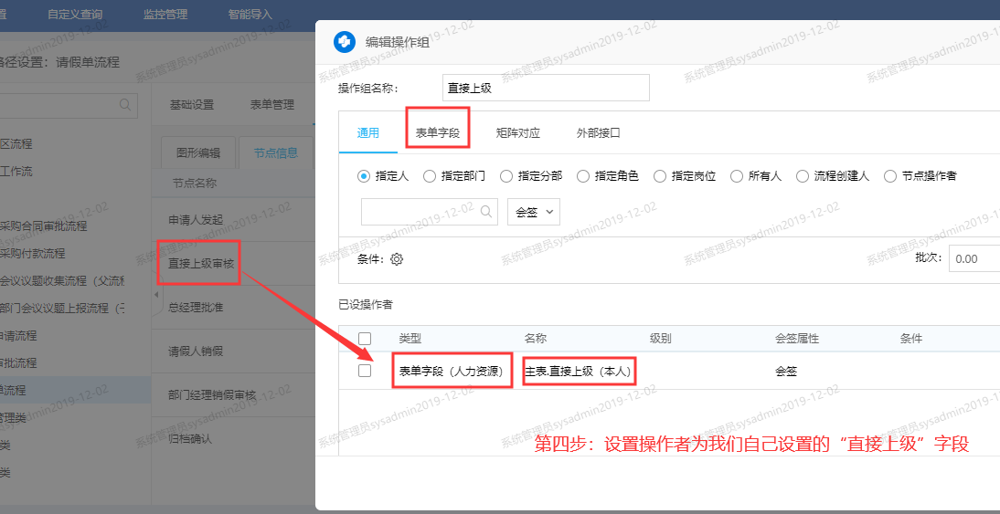 置 自定义查询 监控管理 智能导入
编辑操作组
路径设置：请假单流程
操作组名称： 直接上级
基础设置 表单管理
通用 表单字段 矩阵对应 外部接口
区流程
图形编辑 节点信息
工作流
节点名称
指定人 指定部门 指定分部 指定角色 指定岗位 所有人 流程创建人 节点操作者
会签
申请人发起
采购合同审批流程
采购付款流程
直接上级审核
条件： 批次： 0.00
会议议题收集流程（父流程
部门会议议题上报流程（子
总经理批准
已设操作者
申请流程
类型 名称 级别 会签属性 条件
请假人销假
审批流程
表单字段（人力资源） 主表.直接上级（本人） 会签
单流程
部门经理销假审核
管理类
归档确认
类
第四步：设置操作者为我们自己设置的“直接上级”字段
类
系统管理员sysadmin2019-12-02